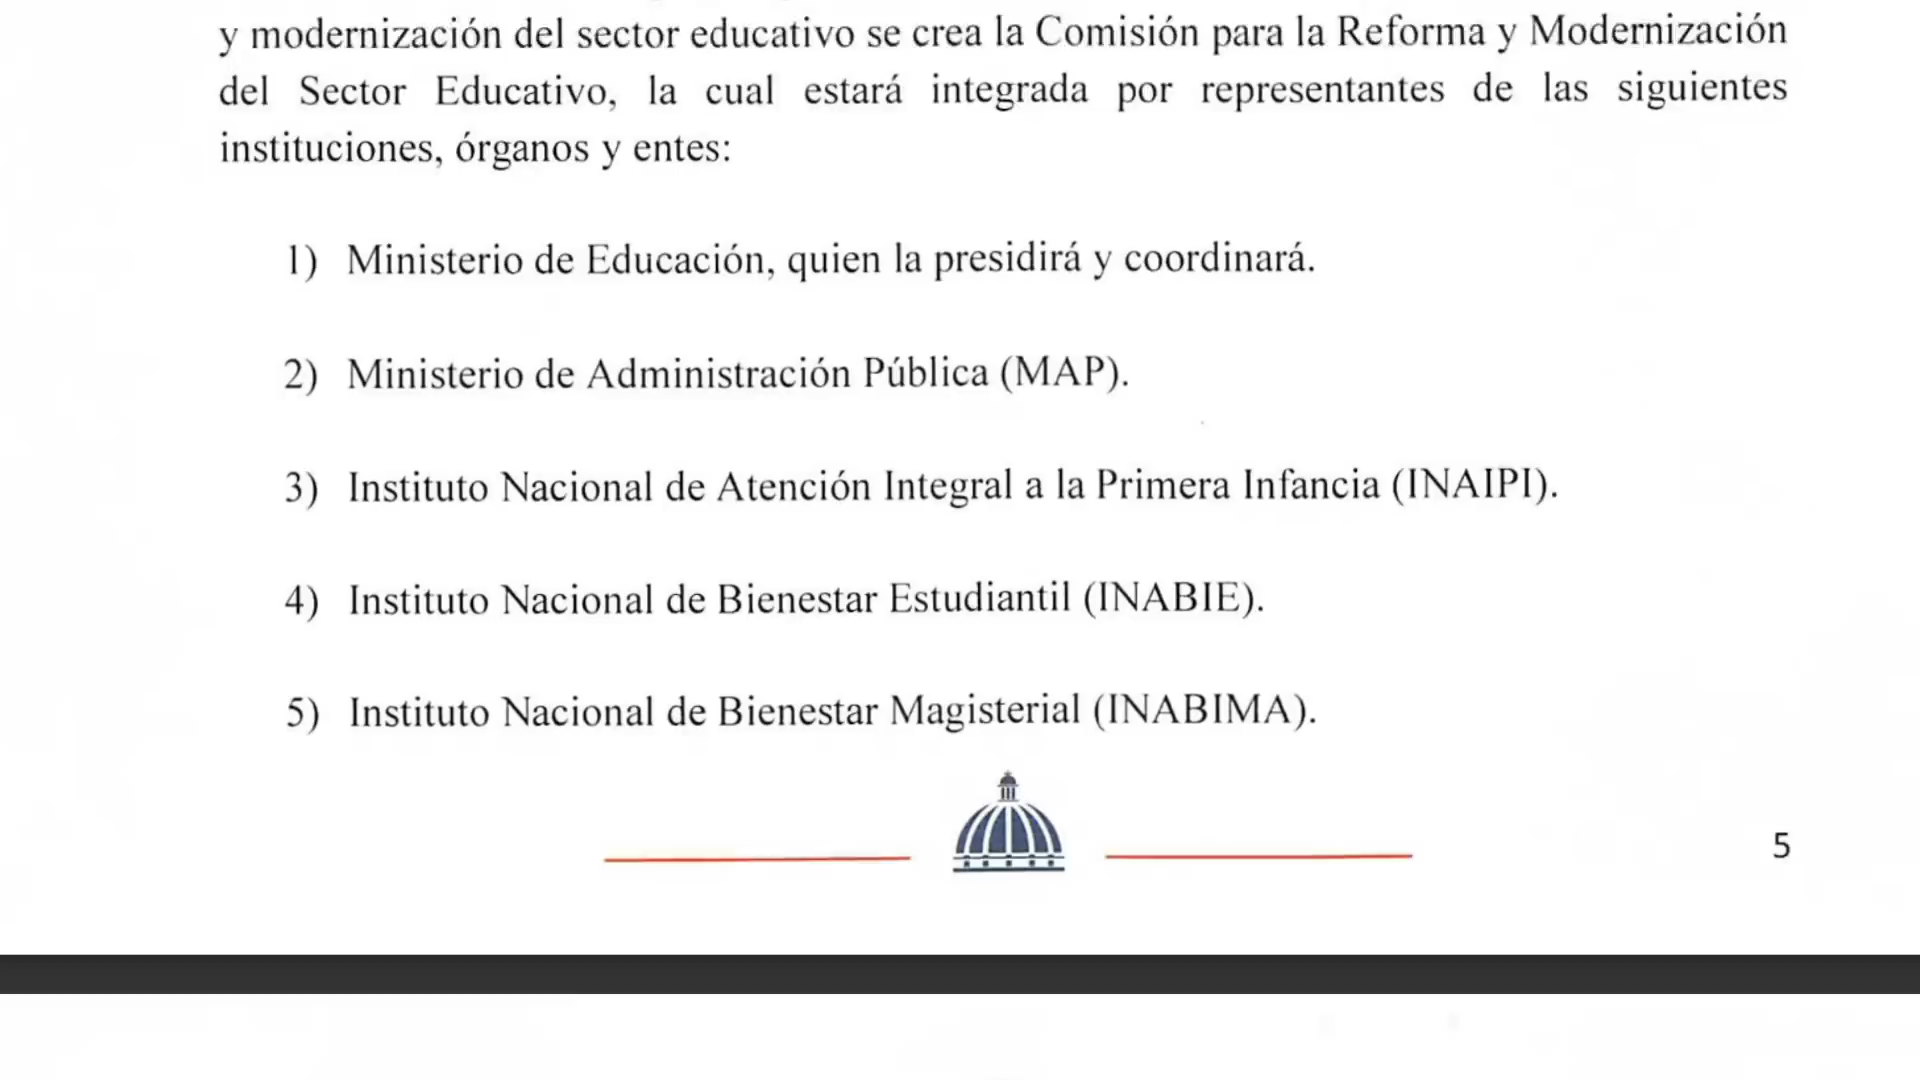 y modernización del sector educativo se crea la Comisión para la Reforma y Modernización
del Sector Educativo, la cual estará integrada por representantes de las siguientes
instituciones, órganos y entes:
1) Ministerio de Educación, quien la presidirá y coordinará.
2) Ministerio de Administración Pública (MAP).
3) Instituto Nacional de Atención Integral a la Primera Infancia (INAIPI).
4) Instituto Nacional de Bienestar Estudiantil (INABIE).
5) Instituto Nacional de Bienestar Magisterial (INABIMA).
5